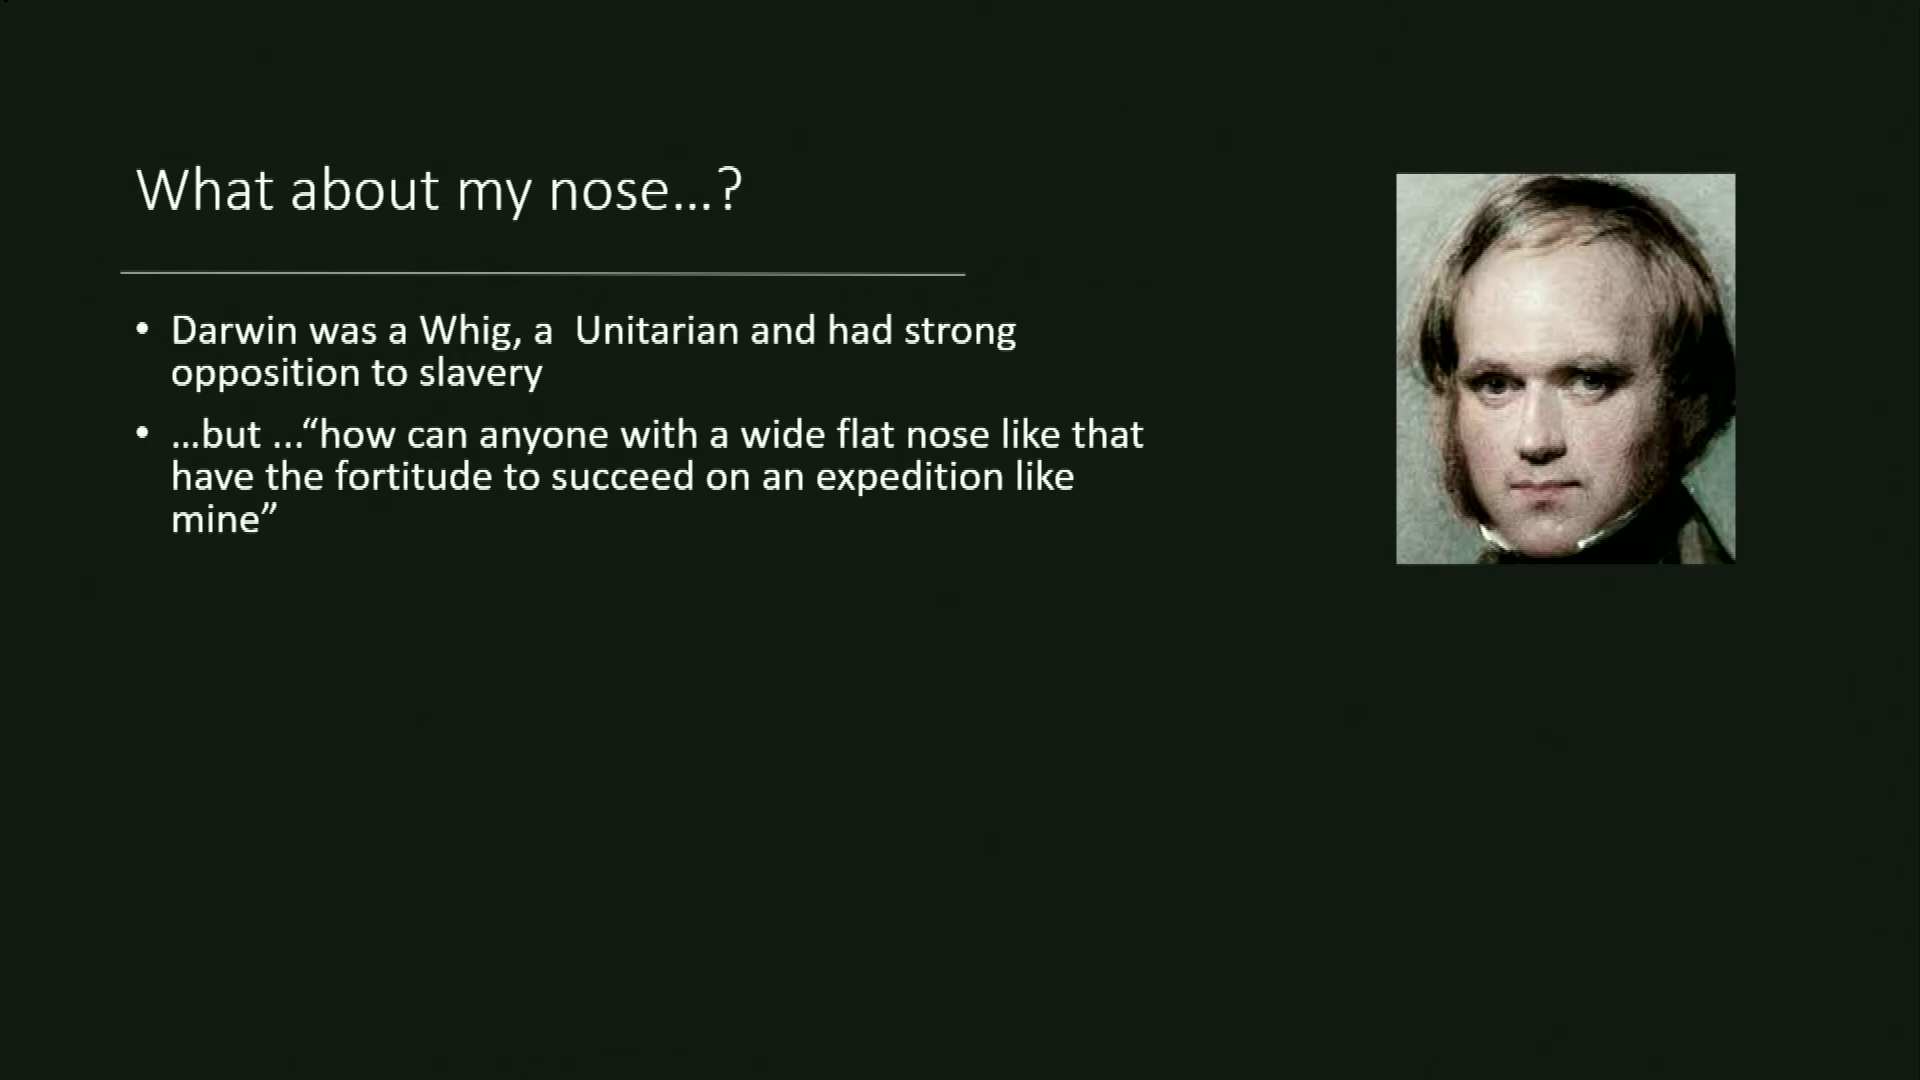 What about my nose...?
• Darwin was a Whig, a  Unitarian and had strong
opposition to slavery
• ...but ...“how can anyone with a wide flat nose like that
have the fortitude to succeed on an expedition like
mine”